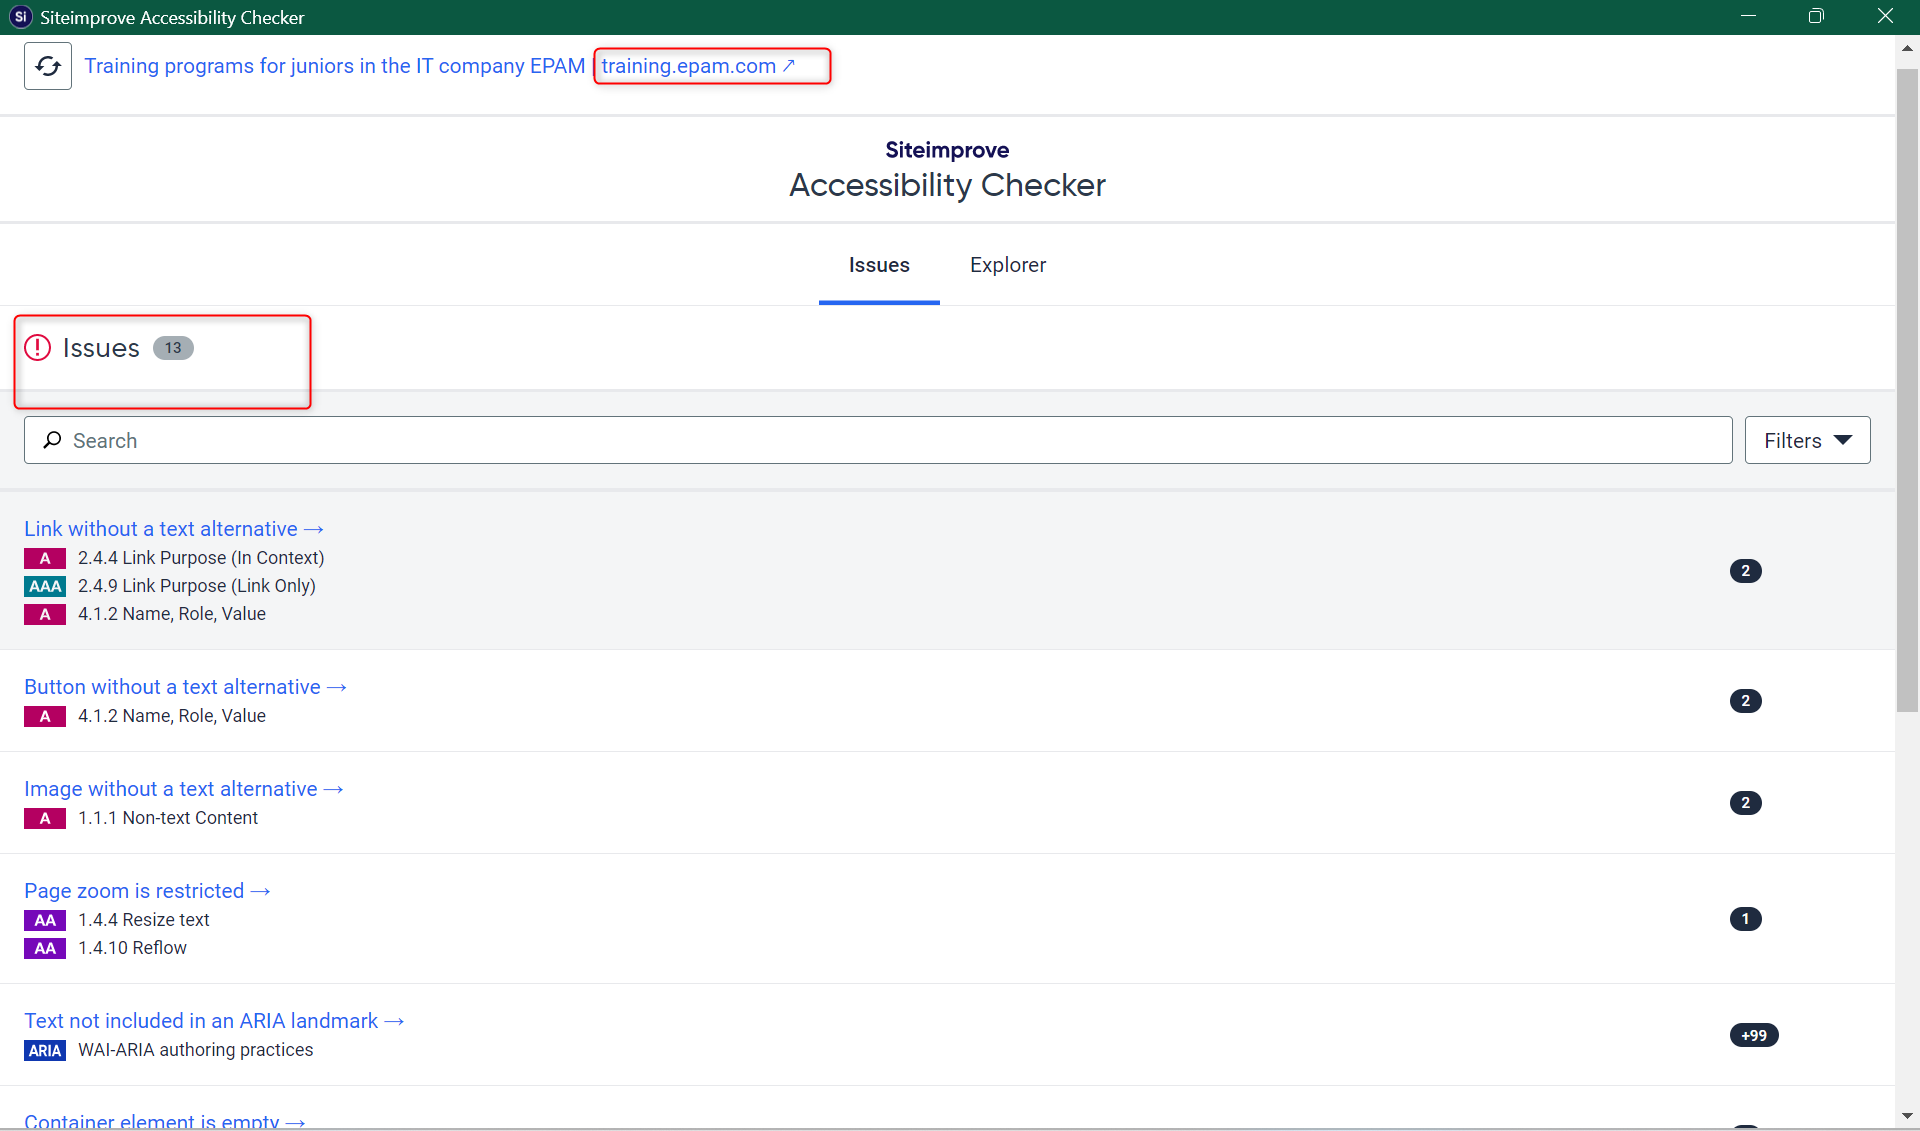 Si Siteimprove Accessibility Checker
Training programs for juniors in the IT company EPAM | training.epam.com ↗
Siteimprove
Accessibility Checker
Issues Explorer
Issues 13
Search
Filters
Link without a text alternative →
A 2.4.4 Link Purpose (In Context)
AAA 2.4.9 Link Purpose (Link Only)
A 4.1.2 Name, Role, Value
2
Button without a text alternative →
A 4.1.2 Name, Role, Value
2
Image without a text alternative →
A 1.1.1 Non-text Content
2
Page zoom is restricted →
AA 1.4.4 Resize text
AA 1.4.10 Reflow
1
Text not included in an ARIA landmark →
ARIA WAI-ARIA authoring practices
+99
Container element is empty →